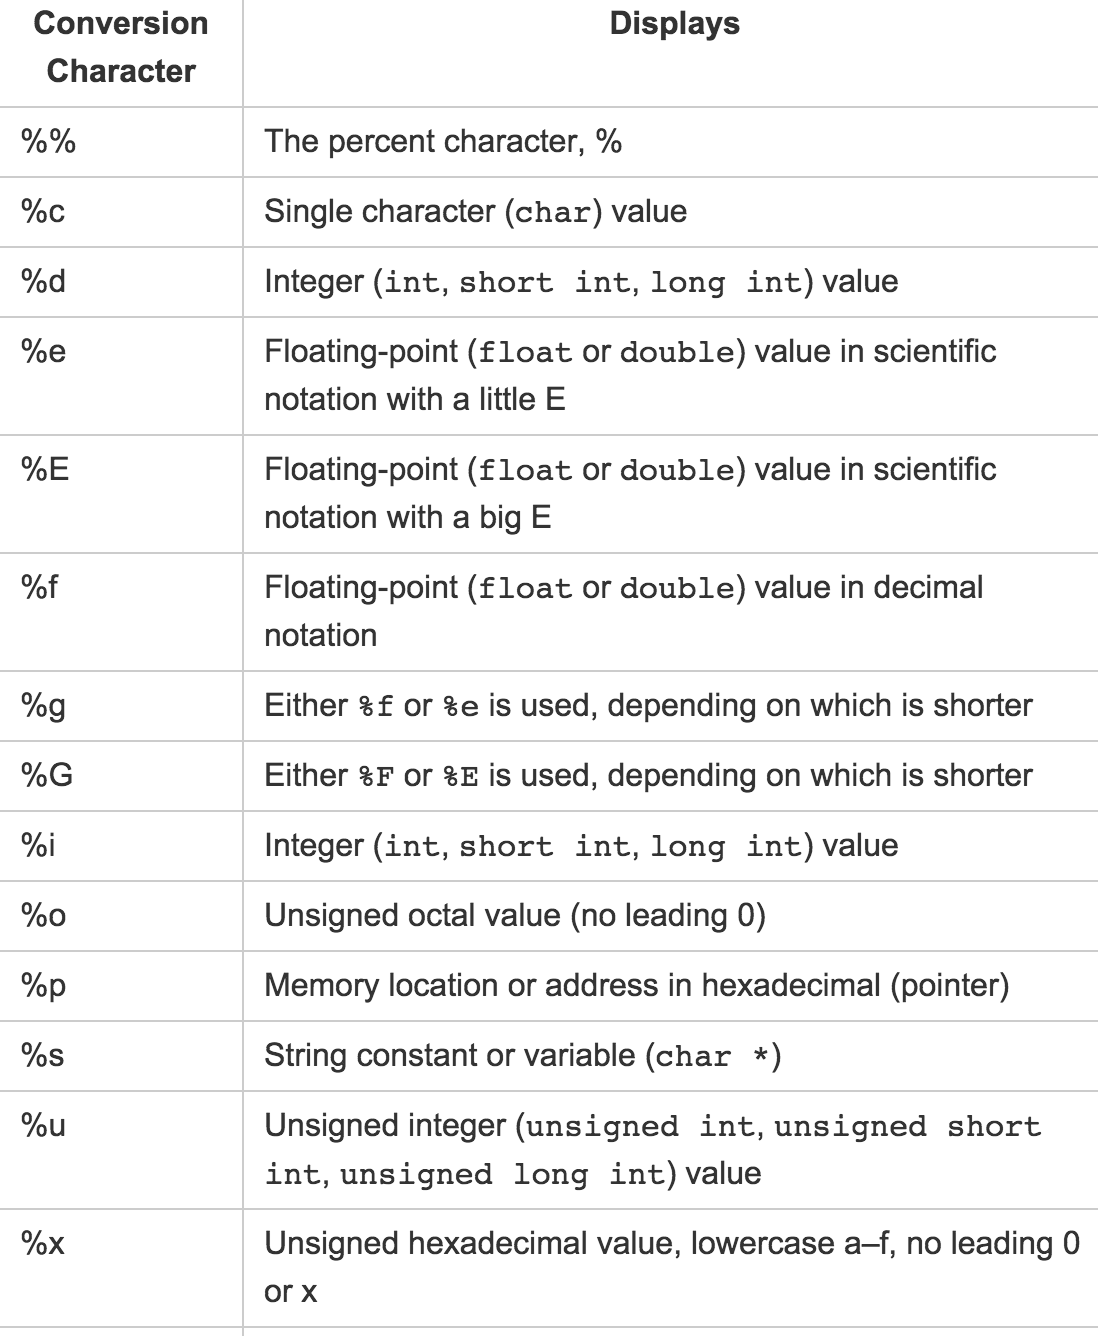 Conversion Displays
Character
%% The percent character, %
%c Single character (char) value
%d Integer (int, short int, long int) value
%e Floating-point (float or double) value in scientific
notation with a little E
%E Floating-point (float or double) value in scientific
notation with a big E
%f Floating-point (float or double) value in decimal
notation
%g Either %f or %e is used, depending on which is shorter
%G Either %F or %E is used, depending on which is shorter
%i Integer (int, short int, long int) value
%o Unsigned octal value (no leading 0)
%p Memory location or address in hexadecimal (pointer)
%s String constant or variable (char *)
%u Unsigned integer (unsigned int, unsigned short
int, unsigned long int) value
%x Unsigned hexadecimal value, lowercase a–f, no leading 0
or x